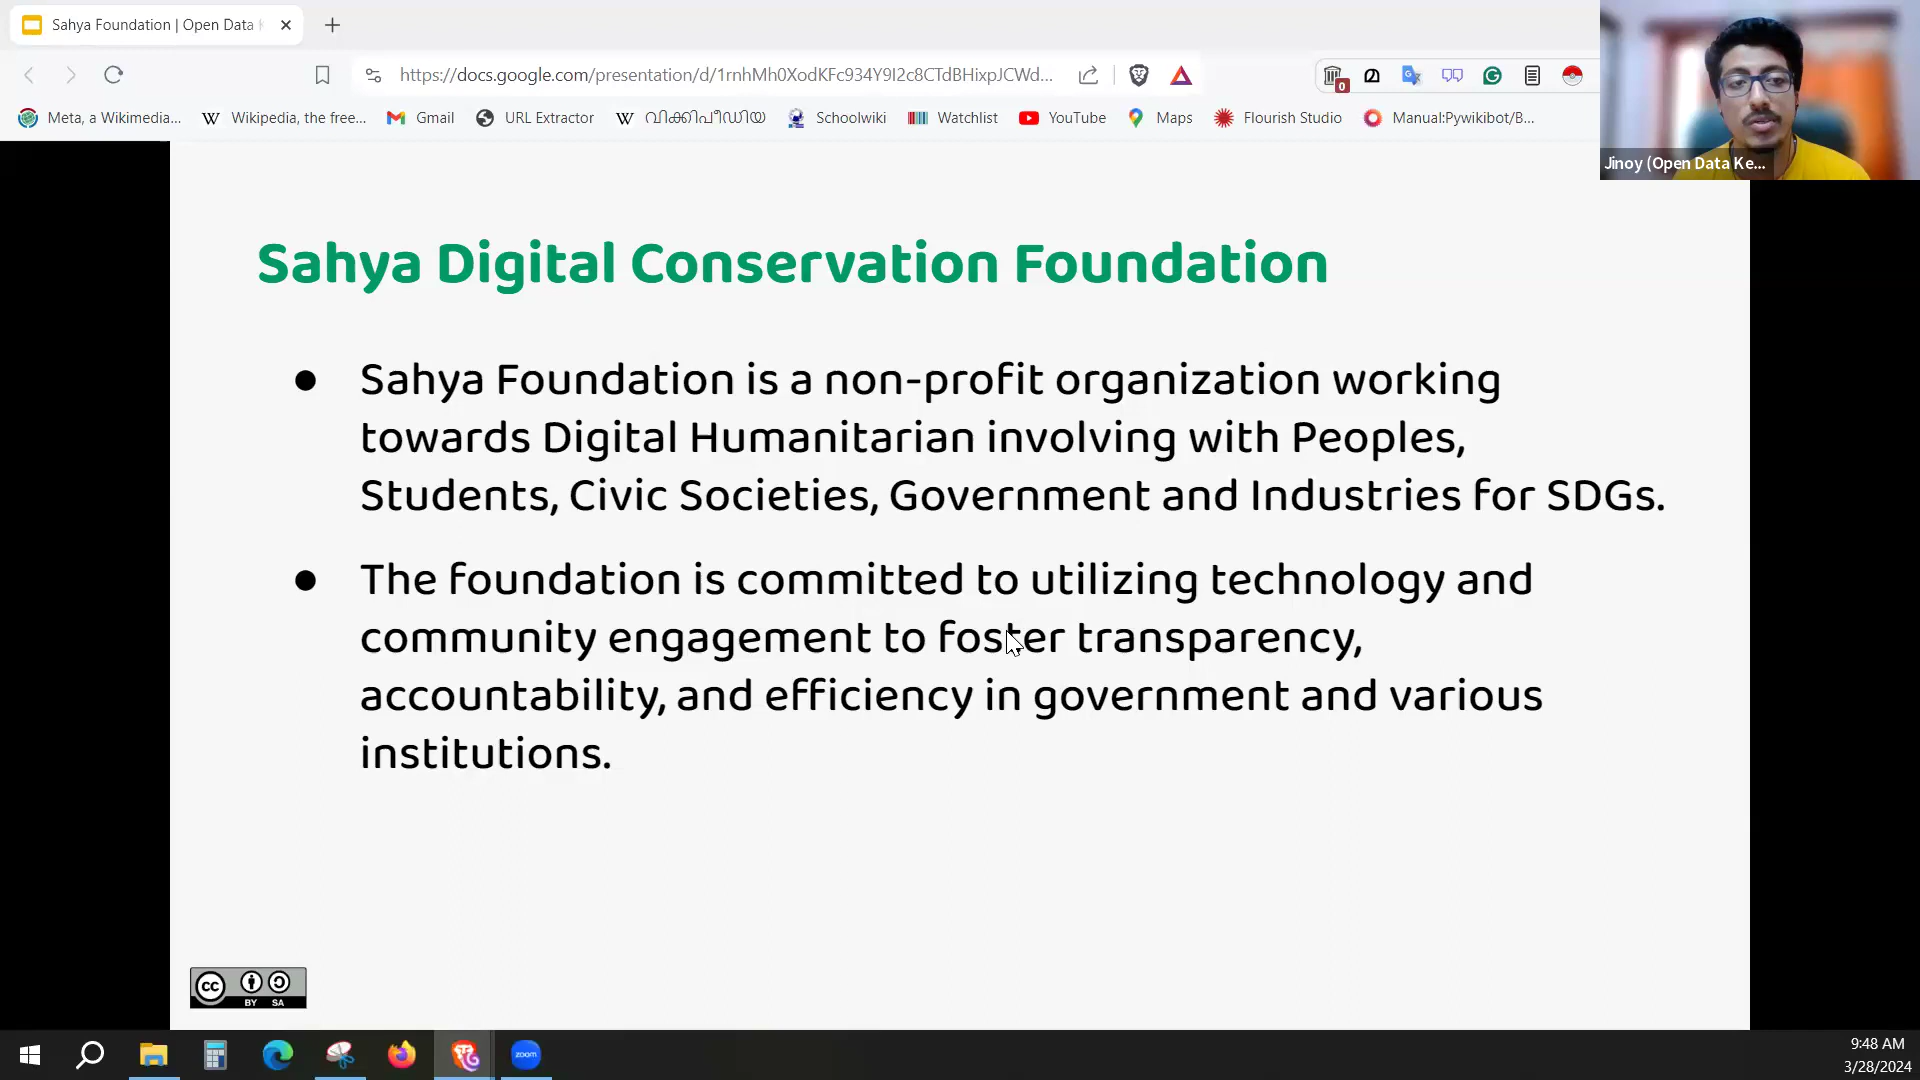 Sahya Foundation | Open Data
https://docs.google.com/presentation/d/1rnhMh0XodKFc934Y9I2c8CTdBHixpJCWd...
0
Meta, a Wikimedia...
Wikipedia, the free...
Gmail
URL Extractor
വിക്കിപീഡിയ
Schoolwiki
Watchlist
YouTube
Maps
Flourish Studio
Manual:Pywikibot/B...
Jinoy (Open Data Ke...
Sahya Digital Conservation Foundation
● Sahya Foundation is a non-profit organization working
towards Digital Humanitarian involving with Peoples,
Students, Civic Societies, Government and Industries for SDGs.
● The foundation is committed to utilizing technology and
community engagement to foster transparency,
accountability, and efficiency in government and various
institutions.
cc
BY SA
zoom
9:48 AM
3/28/2024